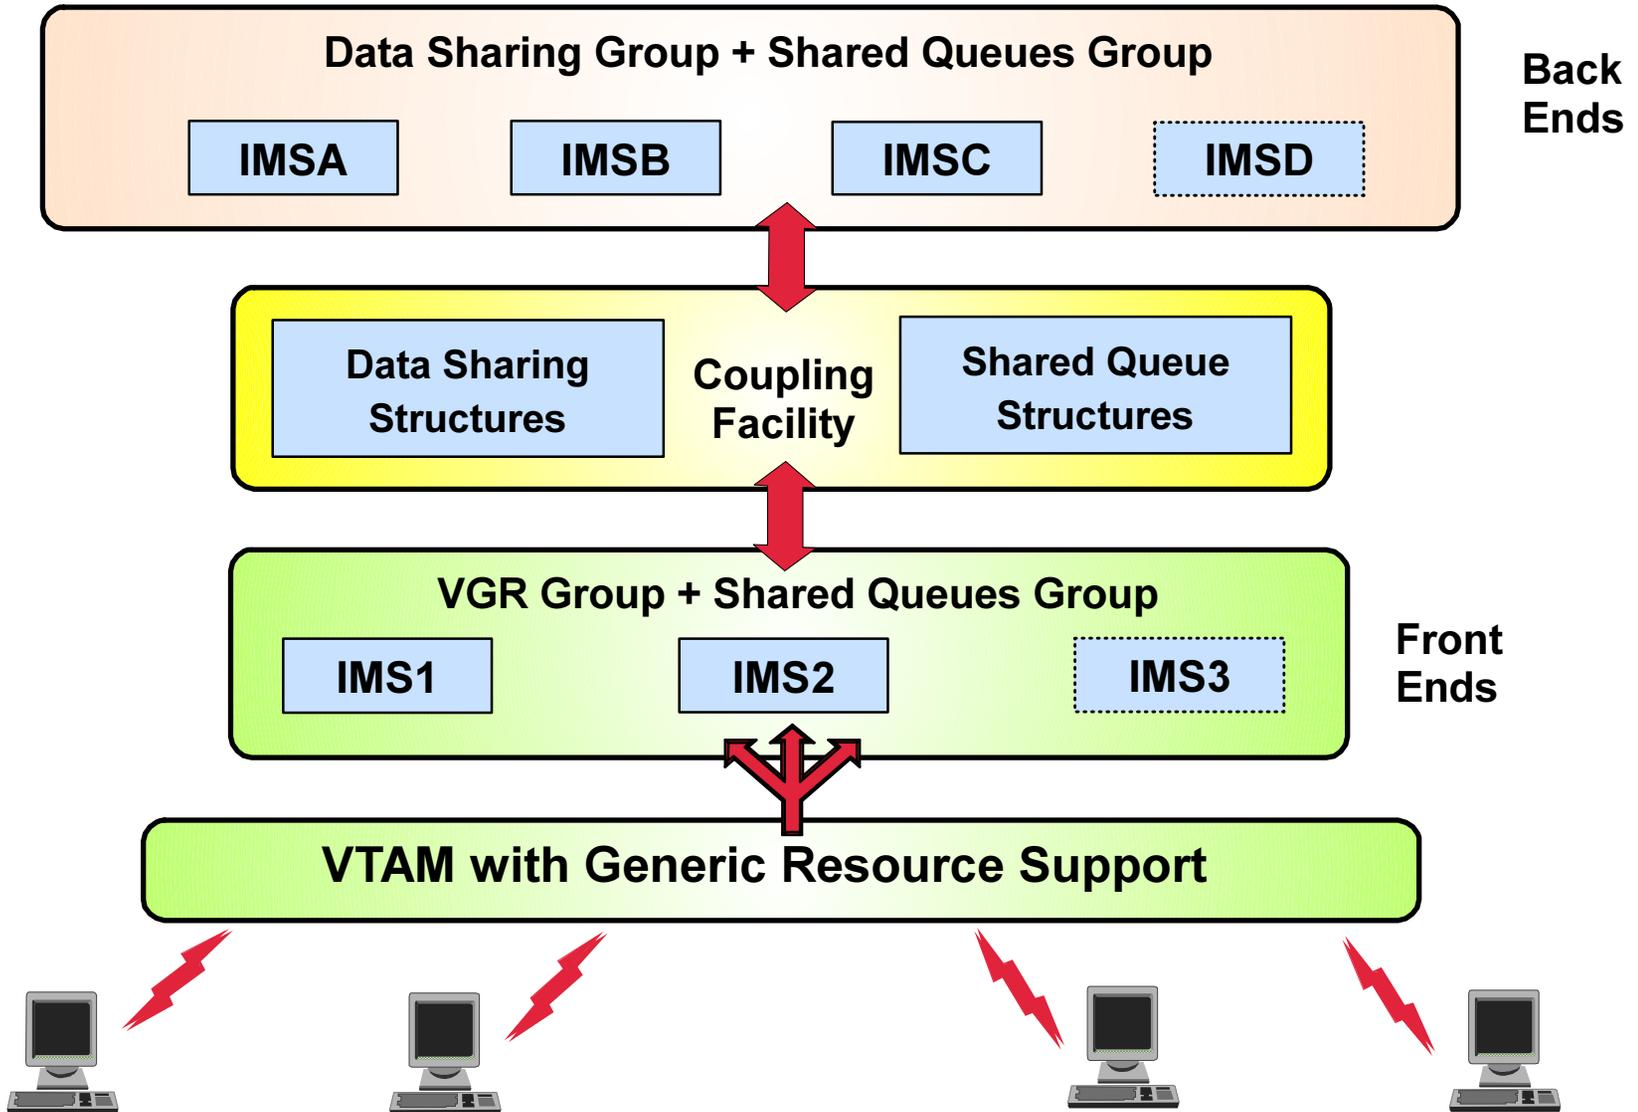 Data Sharing Group + Shared Queues Group
Back
Ends
IMSA
IMSB
IMSC
IMSD
Data Sharing
Structures
Coupling
Facility
Shared Queue
Structures
VGR Group + Shared Queues Group
Front
Ends
IMS1
IMS2
IMS3
VTAM with Generic Resource Support